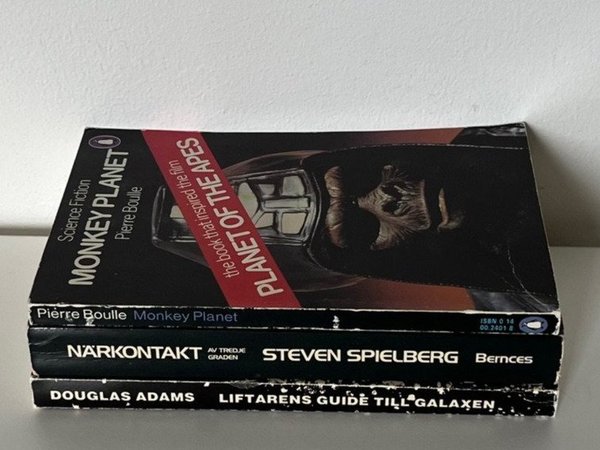 Science Fiction
MONKEY PLANET
Pierre Boulle
the book that inspired the film
PLANET OF THE APES
Pierre Boulle Monkey Planet
ISBN 0 14
00.2401 8
NÄRKONTAKT AV TREDJE GRADEN STEVEN SPIELBERG Bernces
DOUGLAS ADAMS LIFTARENS GUIDE TILL GALAXEN